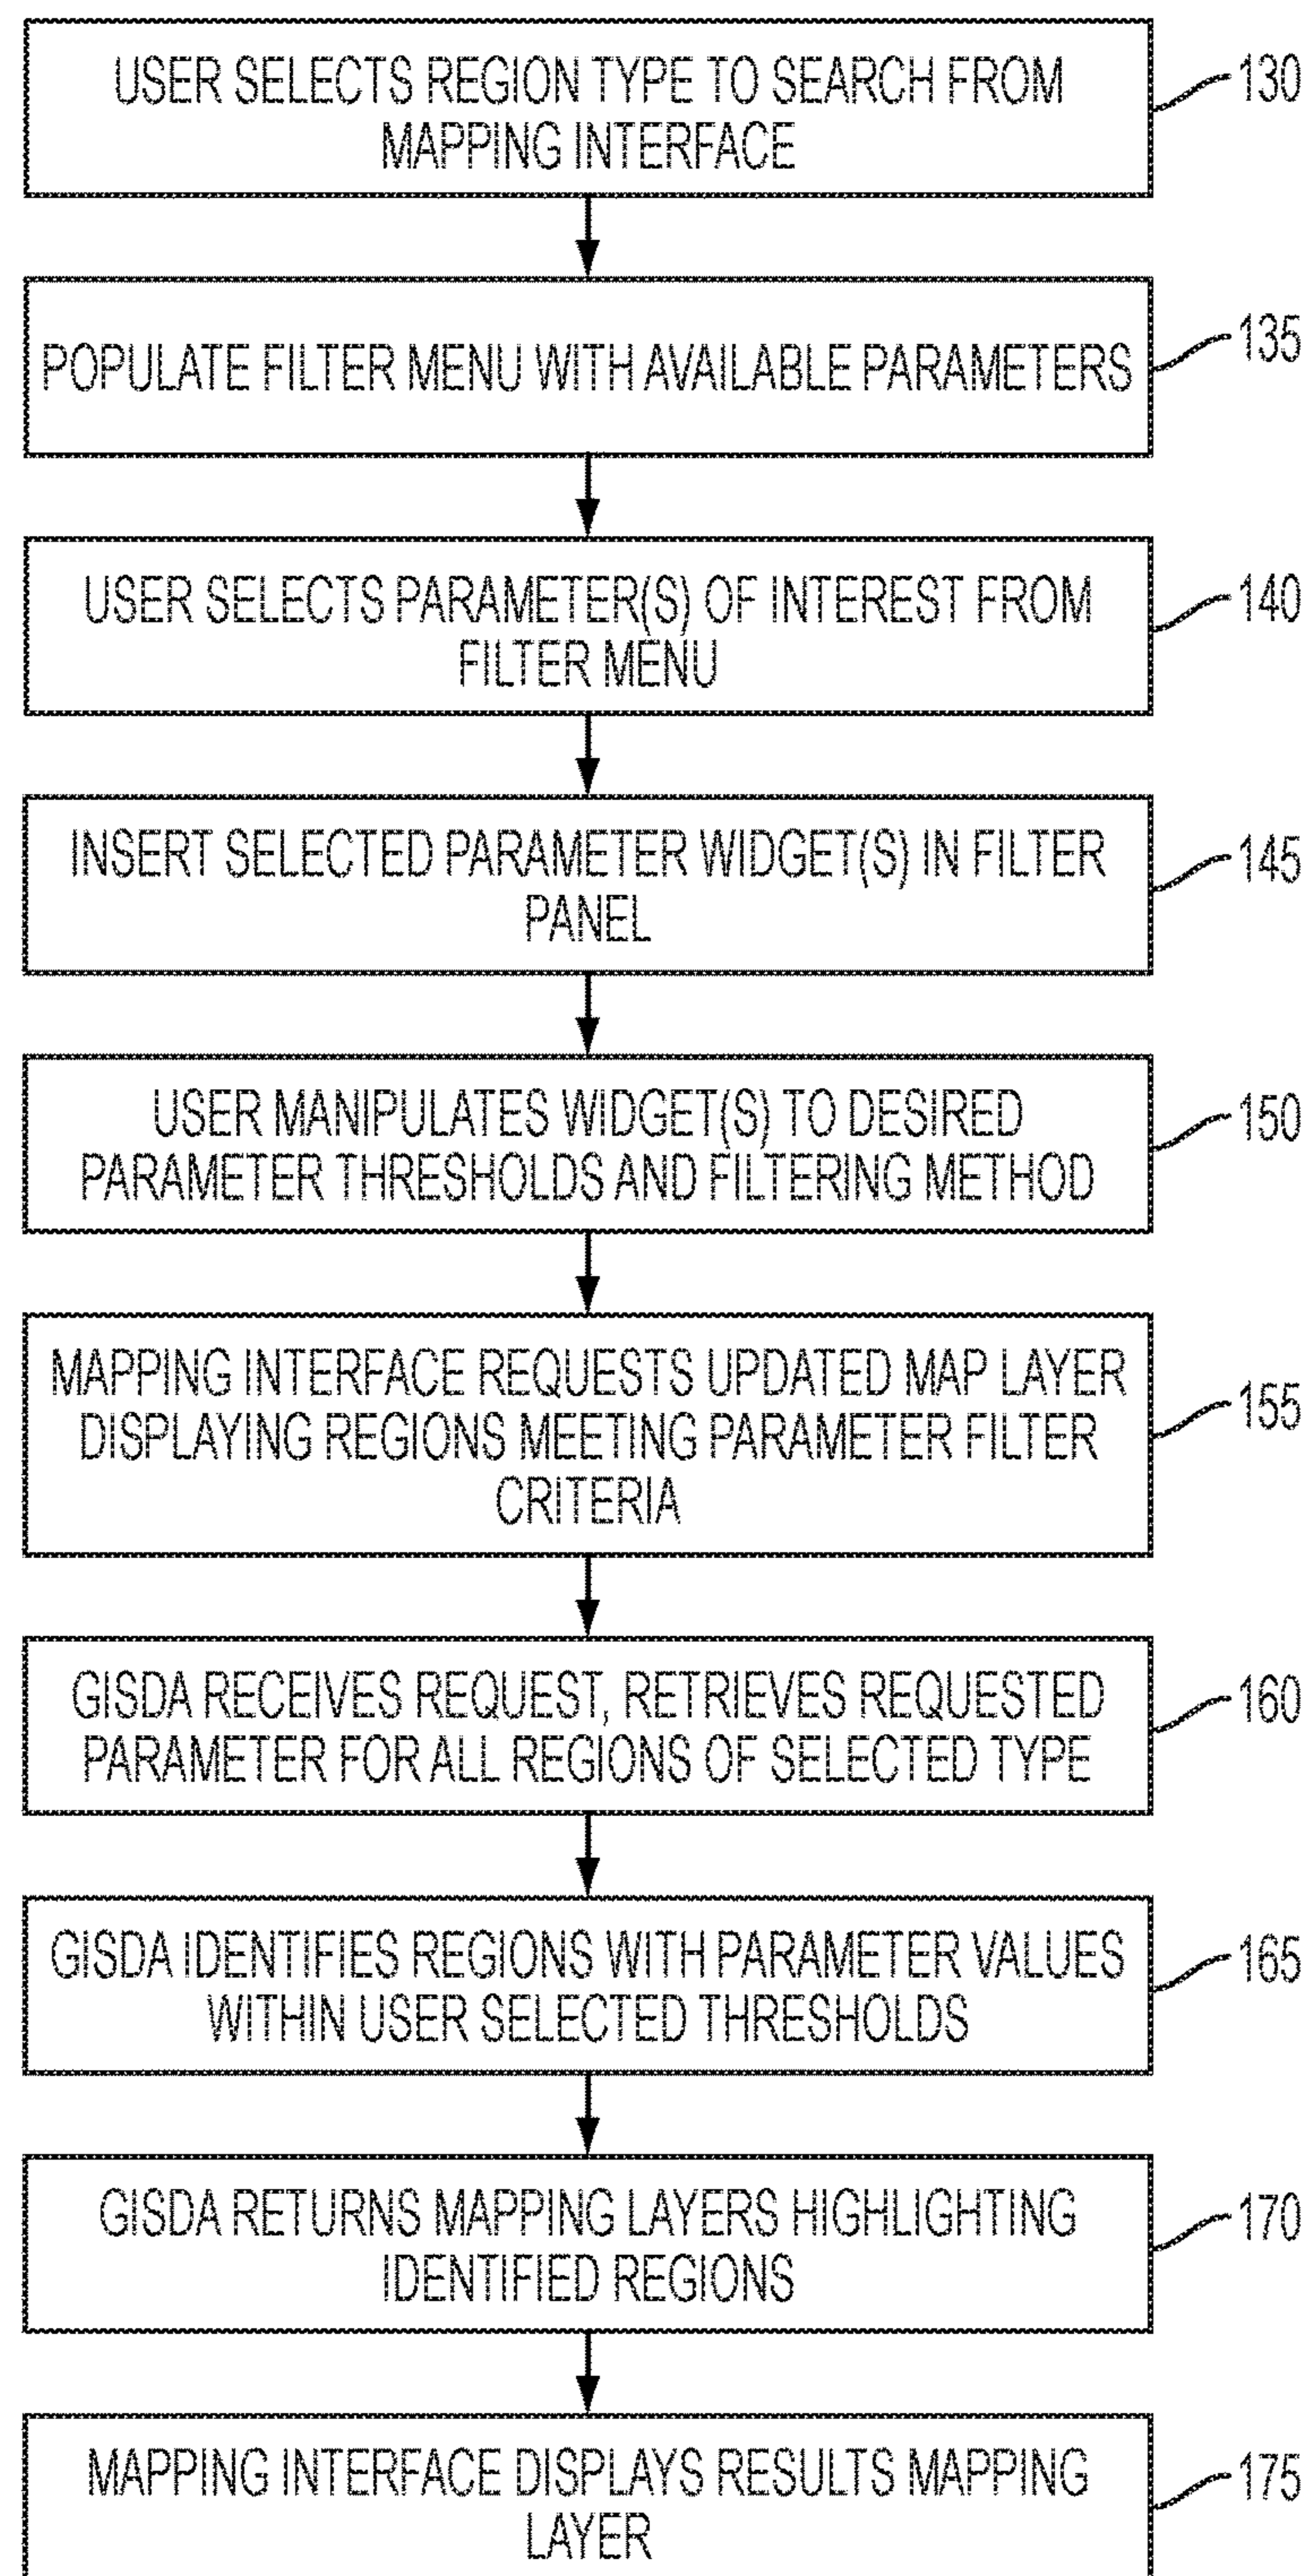 USER SELECTS REGION TYPE TO SEARCH FROM
MAPPING INTERFACE
130
POPULATE FILTER MENU WITH AVAILABLE PARAMETERS
135
USER SELECTS PARAMETER(S) OF INTEREST FROM
FILTER MENU
140
INSERT SELECTED PARAMETER WIDGET(S) IN FILTER
PANEL
145
USER MANIPULATES WIDGET(S) TO DESIRED
PARAMETER THRESHOLDS AND FILTERING METHOD
150
MAPPING INTERFACE REQUESTS UPDATED MAP LAYER
DISPLAYING REGIONS MEETING PARAMETER FILTER
CRITERIA
155
GISDA RECEIVES REQUEST, RETRIEVES REQUESTED
PARAMETER FOR ALL REGIONS OF SELECTED TYPE
160
GISDA IDENTIFIES REGIONS WITH PARAMETER VALUES
WITHIN USER SELECTED THRESHOLDS
165
GISDA RETURNS MAPPING LAYERS HIGHLIGHTING
IDENTIFIED REGIONS
170
MAPPING INTERFACE DISPLAYS RESULTS MAPPING
LAYER
175